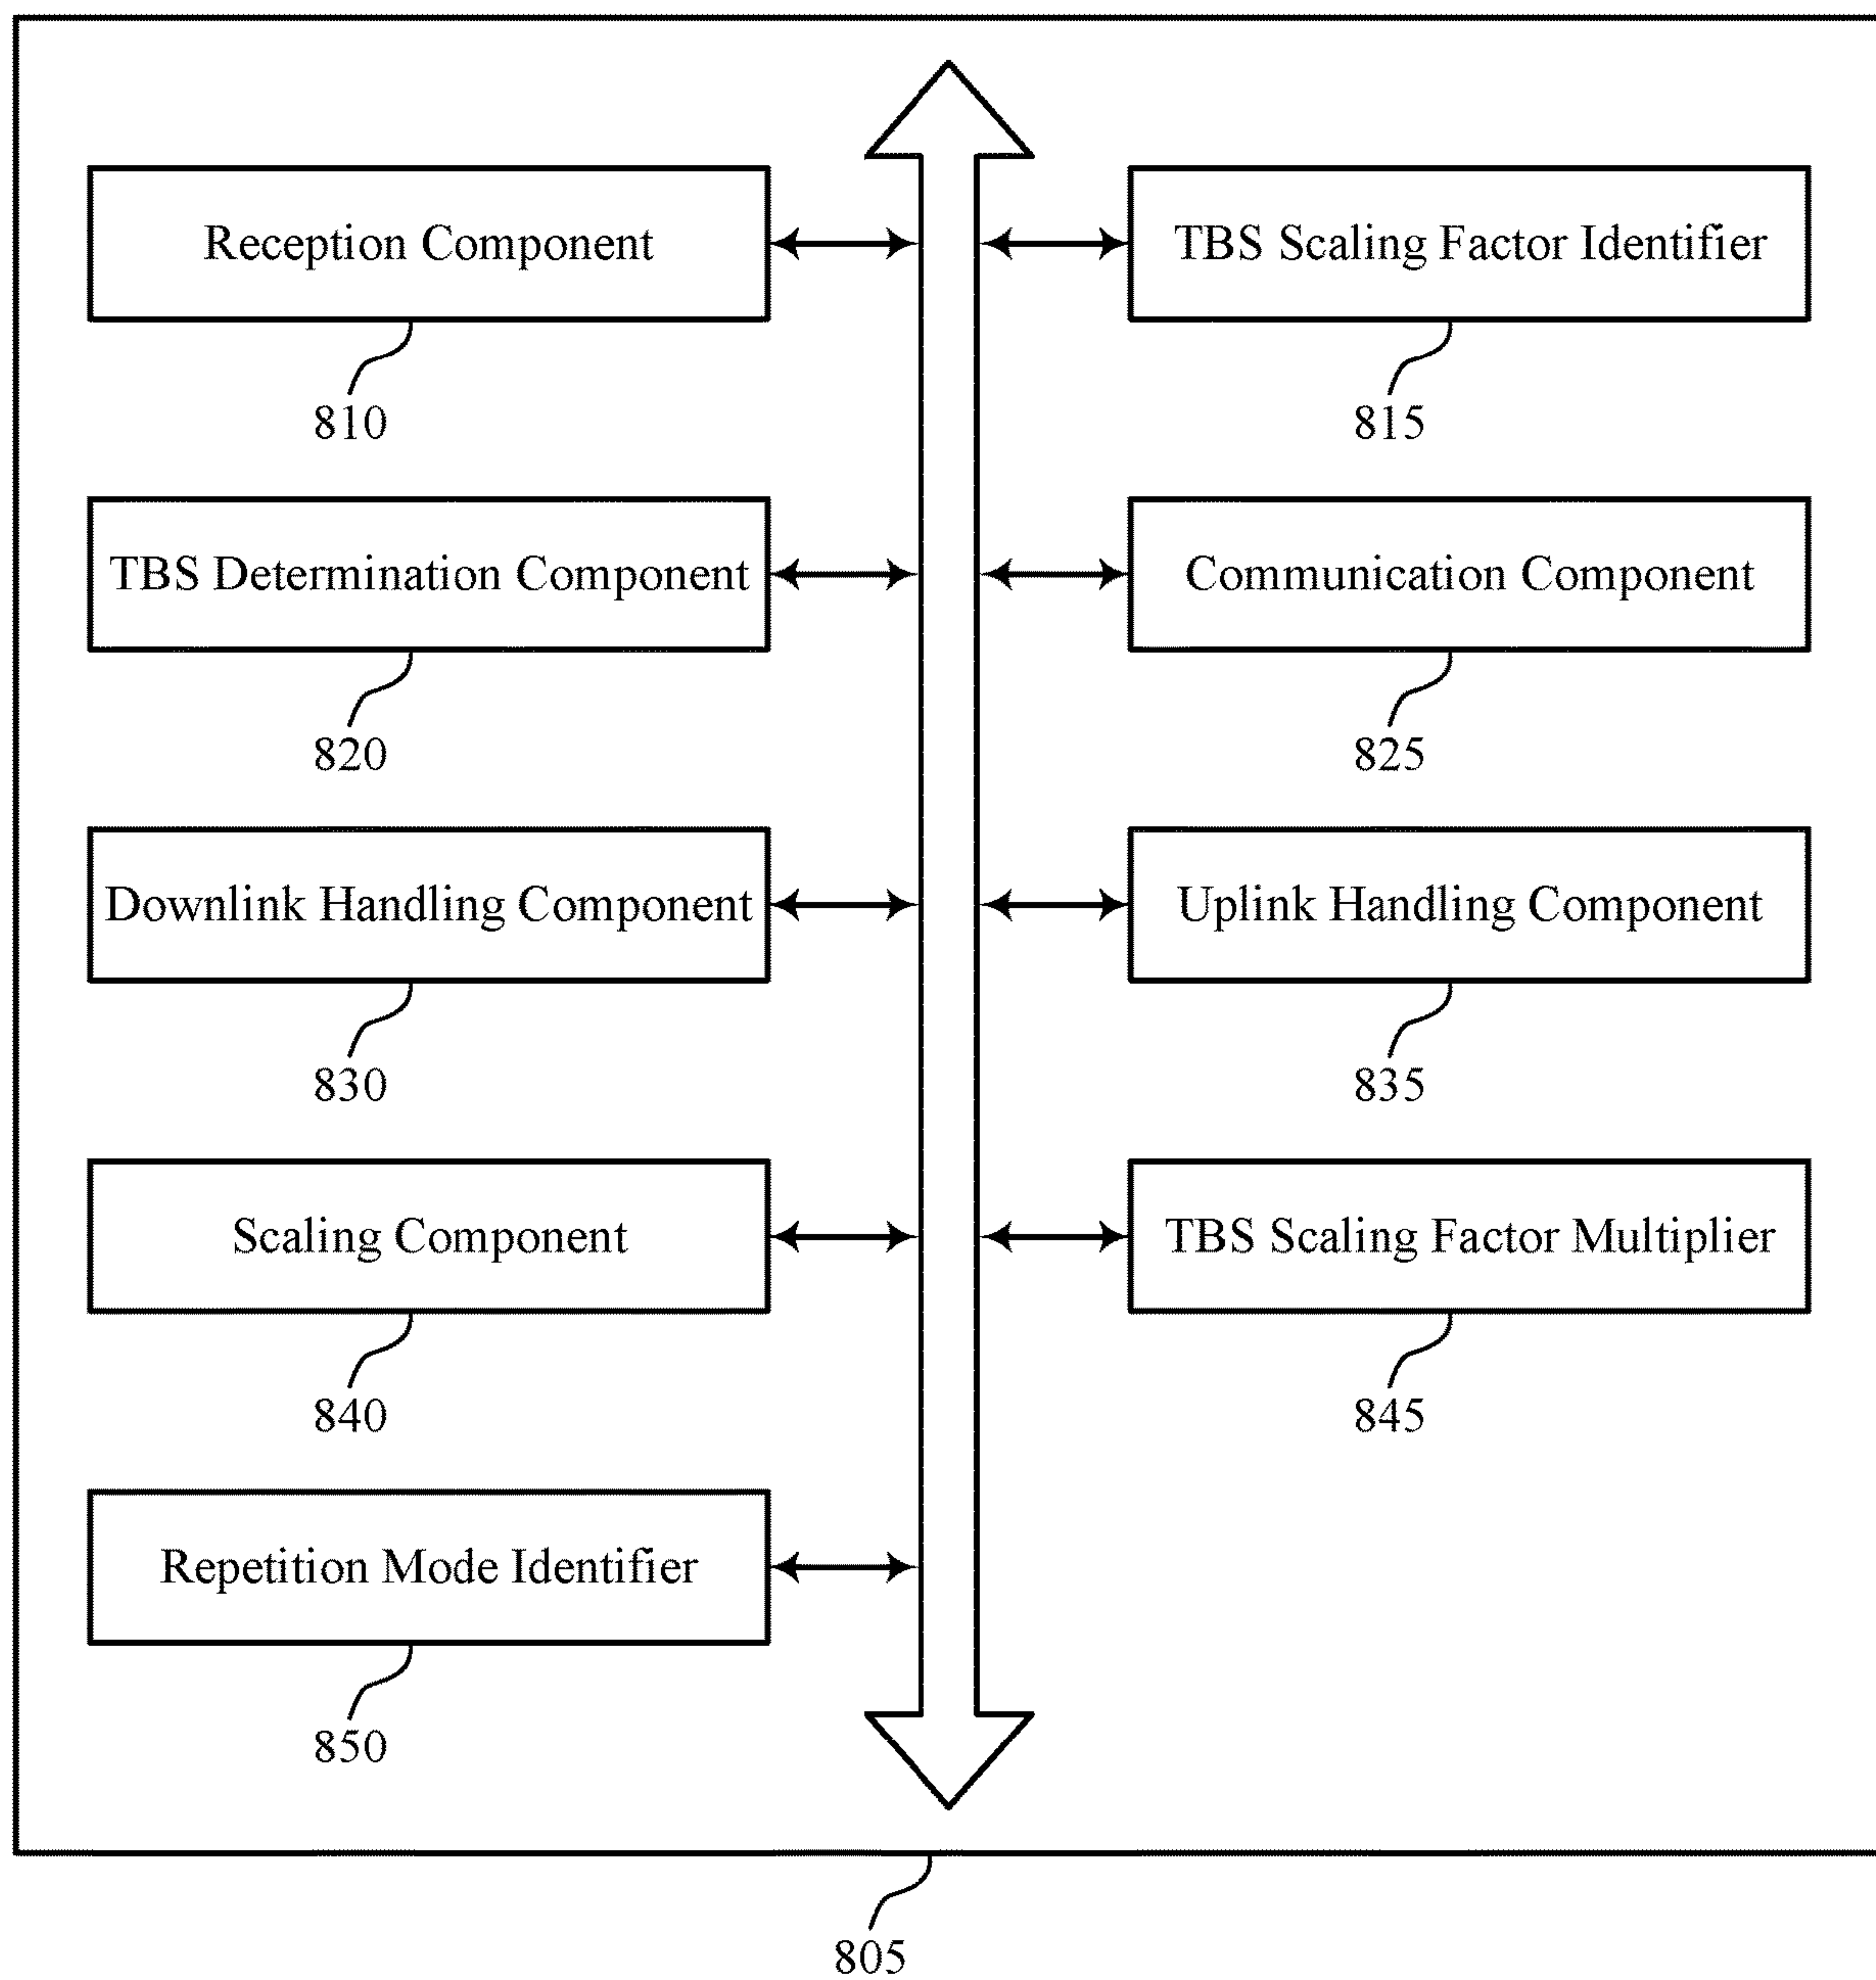 Reception Component
TBS Scaling Factor Identifier
810
815
TBS Determination Component
Communication Component
820
825
Downlink Handling Component
Uplink Handling Component
830
835
Scaling Component
TBS Scaling Factor Multiplier
840
845
Repetition Mode Identifier
850
805